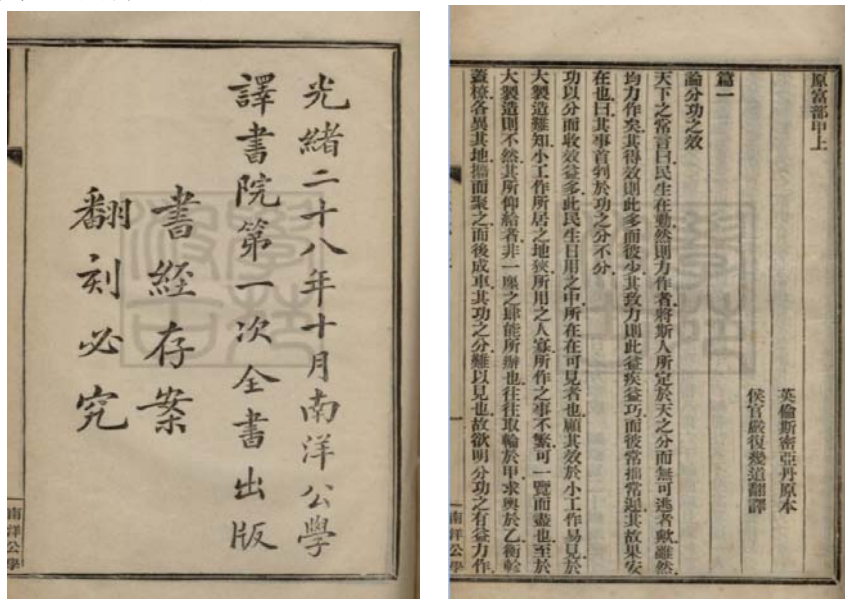 光緒二十八年十月南洋公學
譯書院第一次全書出版
書經存案
翻刻必究
南洋公學
原富部甲上
英倫斯密亞丹原本
侯官嚴復幾道翻譯
篇一
論分功之效
天下之常言曰民生在勤然則力作者將斯人所定於天之分而無可逃者歟雖然
均力作矣其得效則此多而彼少其致力則此益疾益巧而彼常拙常遲其故果安
在也曰其事首判於功之分不分
功以分而收效益多此民生日用之中所在在可見者也顧其效於小工作易見於
大製造難知小工作所居之地狹所用之人寡所作之事不繁可一覽而盡也至於
大製造則不然其所仰給者非一廛之肆能所辦也往往取輪於甲求輿於乙衡軫
蓋橑各異其地攟而聚之而後成車其功之分難以見也故欲明分功之有益力作
一
南洋公學